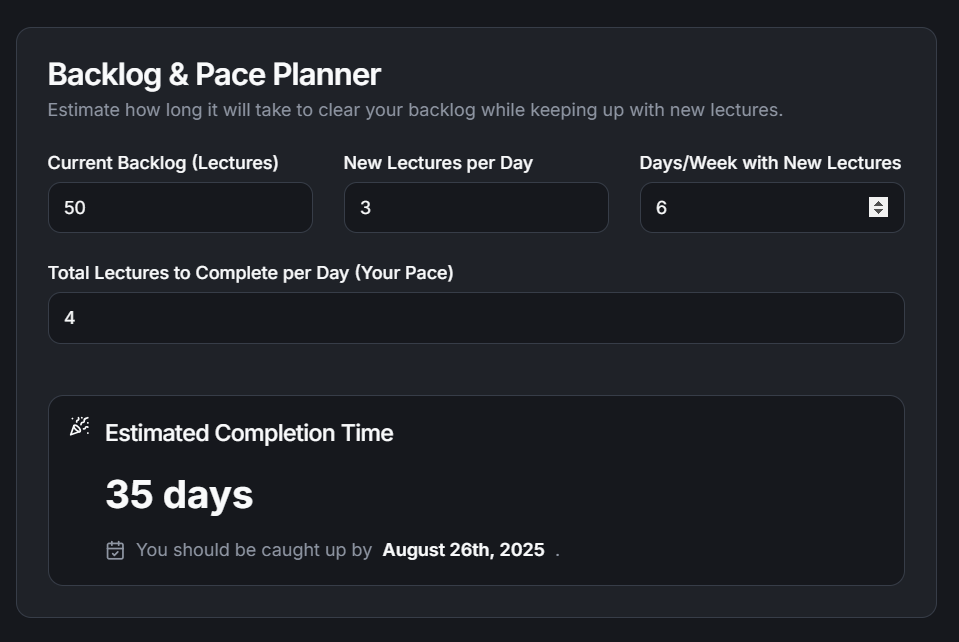 Backlog & Pace Planner
Estimate how long it will take to clear your backlog while keeping up with new lectures.
Current Backlog (Lectures)
New Lectures per Day
Days/Week with New Lectures
50
3
6
Total Lectures to Complete per Day (Your Pace)
4
Estimated Completion Time
35 days
You should be caught up by August 26th, 2025 .